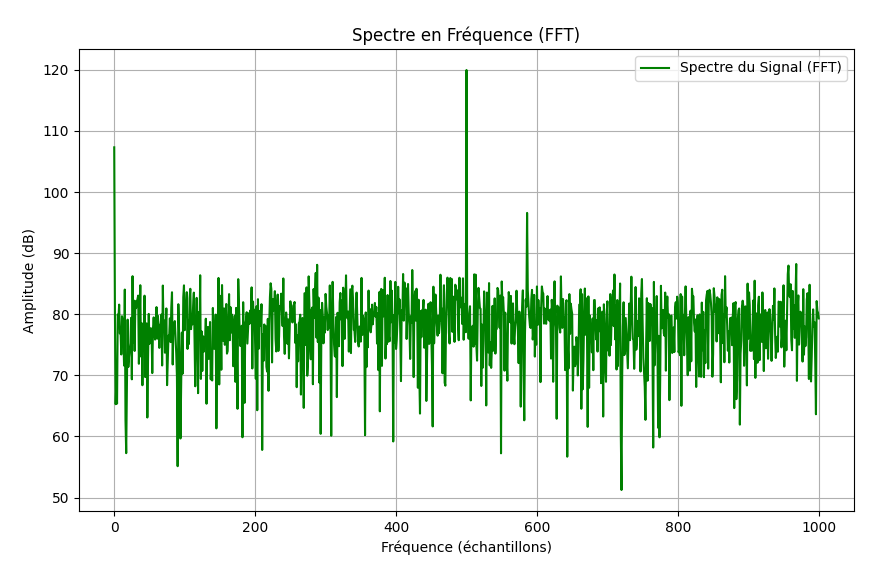 Spectre en Fréquence (FFT)
Spectre du Signal (FFT)
Amplitude (dB)
120
110
100
90
80
70
60
50
0 200 400 600 800 1000
Fréquence (échantillons)